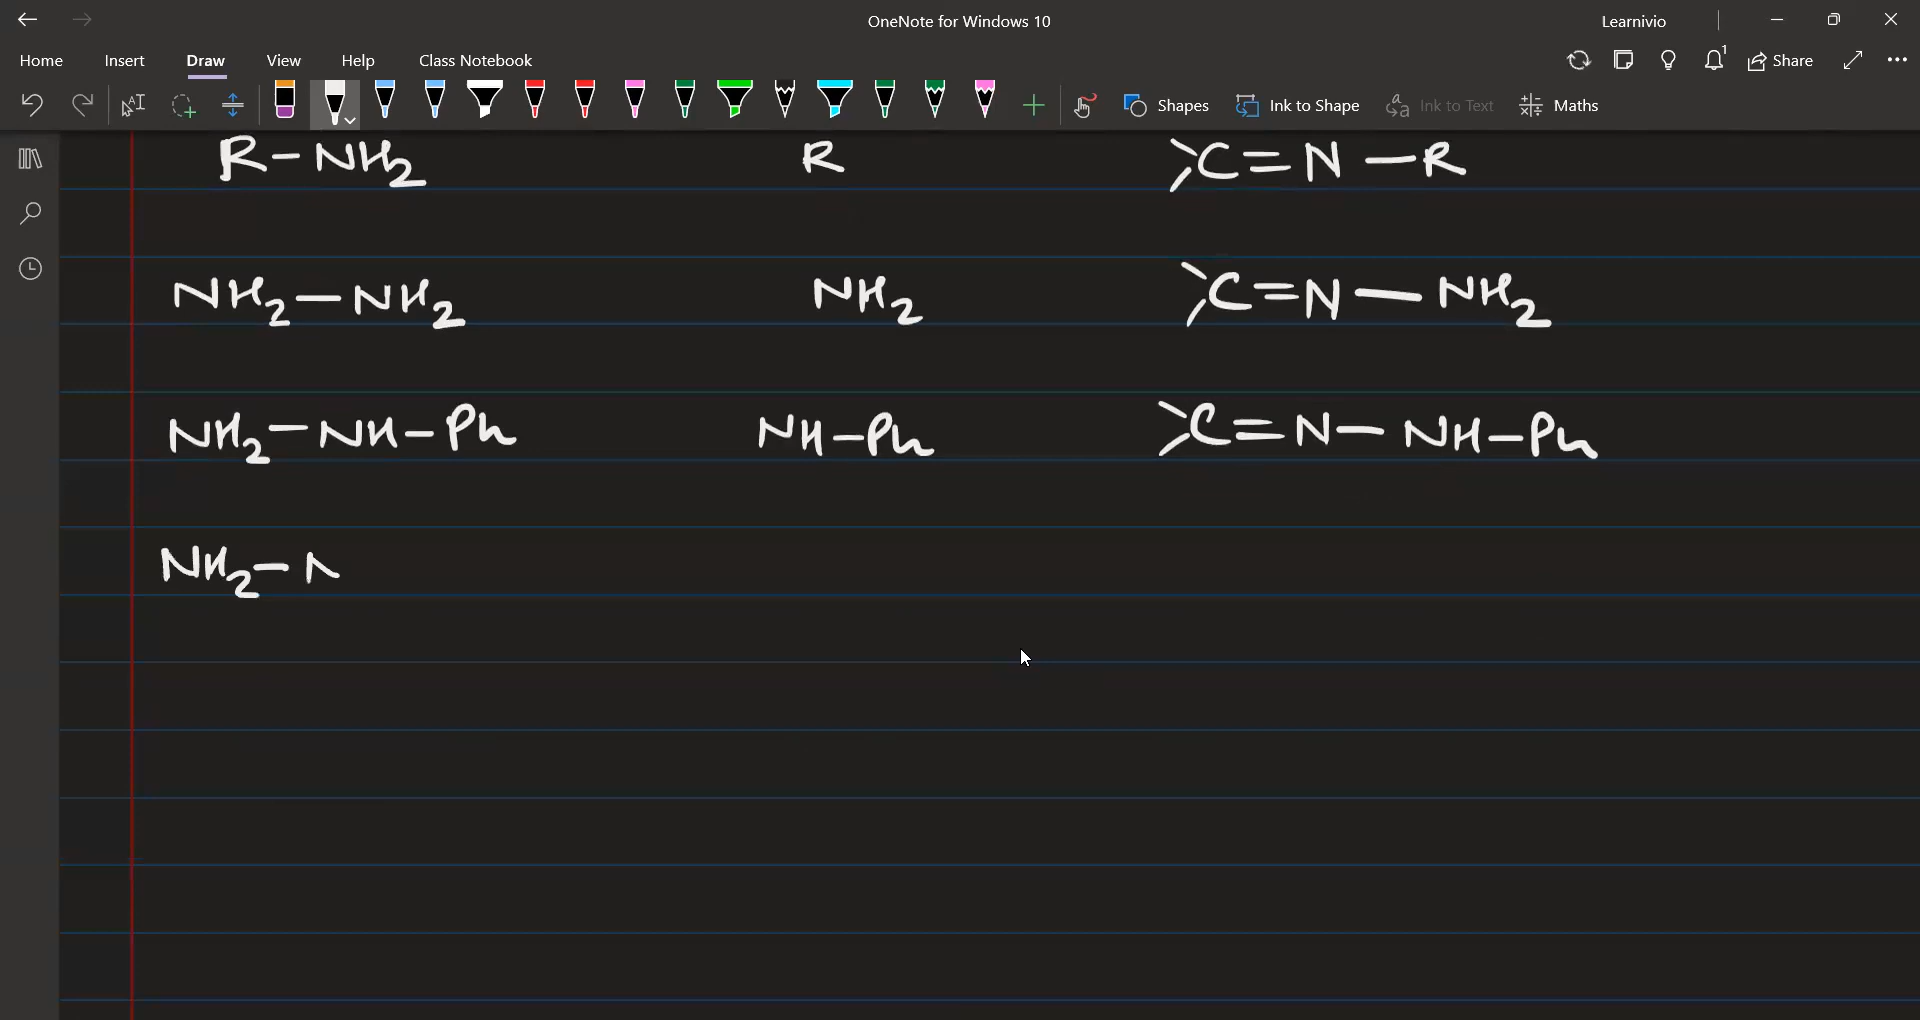 OneNote for Windows 10 Learnivio
Home Insert Draw View Help Class Notebook 1 Share
Shapes Ink to Shape Ink to Text Maths
R-NH₂ R >C=N-R
NH₂-NH₂ NH₂ >C=N-NH₂
NH₂-NH-Ph NH-Ph >C=N-NH-Ph
NH₂-